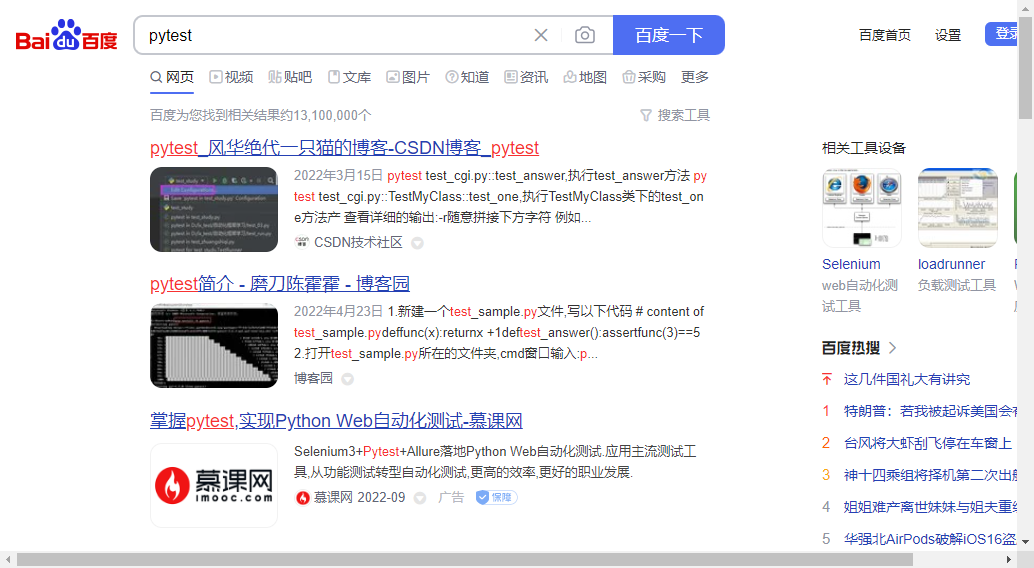 Bai du 百度
pytest
百度一下
百度首页
设置
登录
网页
视频
贴吧
文库
图片
知道
资讯
地图
采购
更多
百度为您找到相关结果约13,100,000个
搜索工具
pytest_风华绝代一只猫的博客-CSDN博客_pytest
2022年3月15日 pytest test_cgi.py::test_answer,执行test_answer方法 py
test test_cgi.py::TestMyClass::test_one,执行TestMyClass类下的test_on
e方法产 查看详细的输出:-r随意拼接下方字符 例如...
CSDN技术社区
pytest简介 - 磨刀陈霍霍 - 博客园
2022年4月23日 1.新建一个test_sample.py文件,写以下代码 # content of
test_sample.pydeffunc(x):returnx +1deftest_answer():assertfunc(3)==5
2.打开test_sample.py所在的文件夹,cmd窗口输入:p...
博客园
掌握pytest,实现Python Web自动化测试-慕课网
慕课网
imooc.com
Selenium3+Pytest+Allure落地Python Web自动化测试.应用主流测试工
具,从功能测试转型自动化测试,更高的效率,更好的职业发展.
慕课网 2022-09
广告
保障
相关工具设备
Selenium
web自动化测
试工具
loadrunner
负载测试工具
百度热搜
这几件国礼大有讲究
1 特朗普：若我被起诉美国会有
2 台风将大虾刮飞停在车窗上
3 神十四乘组将择机第二次出
4 姐姐难产离世妹妹与姐夫重
5 华强北AirPods破解iOS16盗